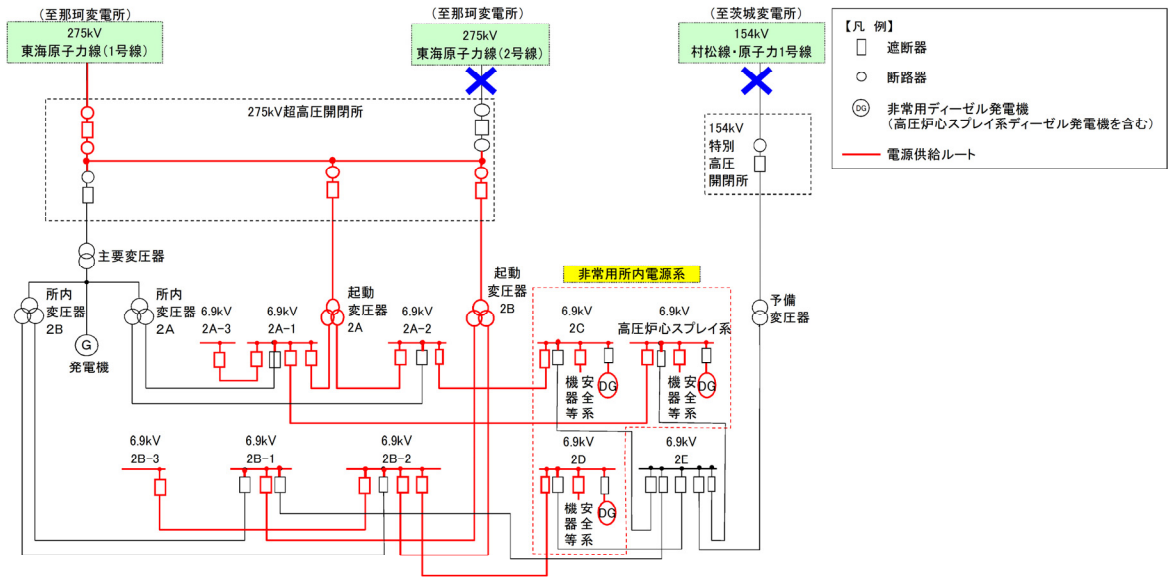 (至那珂変電所)
275kV
東海原子力線(1号線)
(至那珂変電所)
275kV
東海原子力線(2号線)
(至茨城変電所)
154kV
村松線・原子力1号線
【凡 例】
遮断器
断路器
DG
非常用ディーゼル発電機
(高圧炉心スプレイ系ディーゼル発電機を含む)
電源供給ルート
275kV超高圧開閉所
154kV
特別
高圧
開閉所
主要変圧器
所内
変圧器
2B
所内
変圧器
2A
G
発電機
6.9kV
2A-3
6.9kV
2A-1
起動
変圧器
2A
6.9kV
2A-2
起動
変圧器
2B
非常用所内電源系
6.9kV
2C
6.9kV
高圧炉心スプレイ系
予備
変圧器
安全系
機器等
DG
安全系
機器等
DG
6.9kV
2B-3
6.9kV
2B-1
6.9kV
2B-2
6.9kV
2D
6.9kV
2E
安全系
機器等
DG